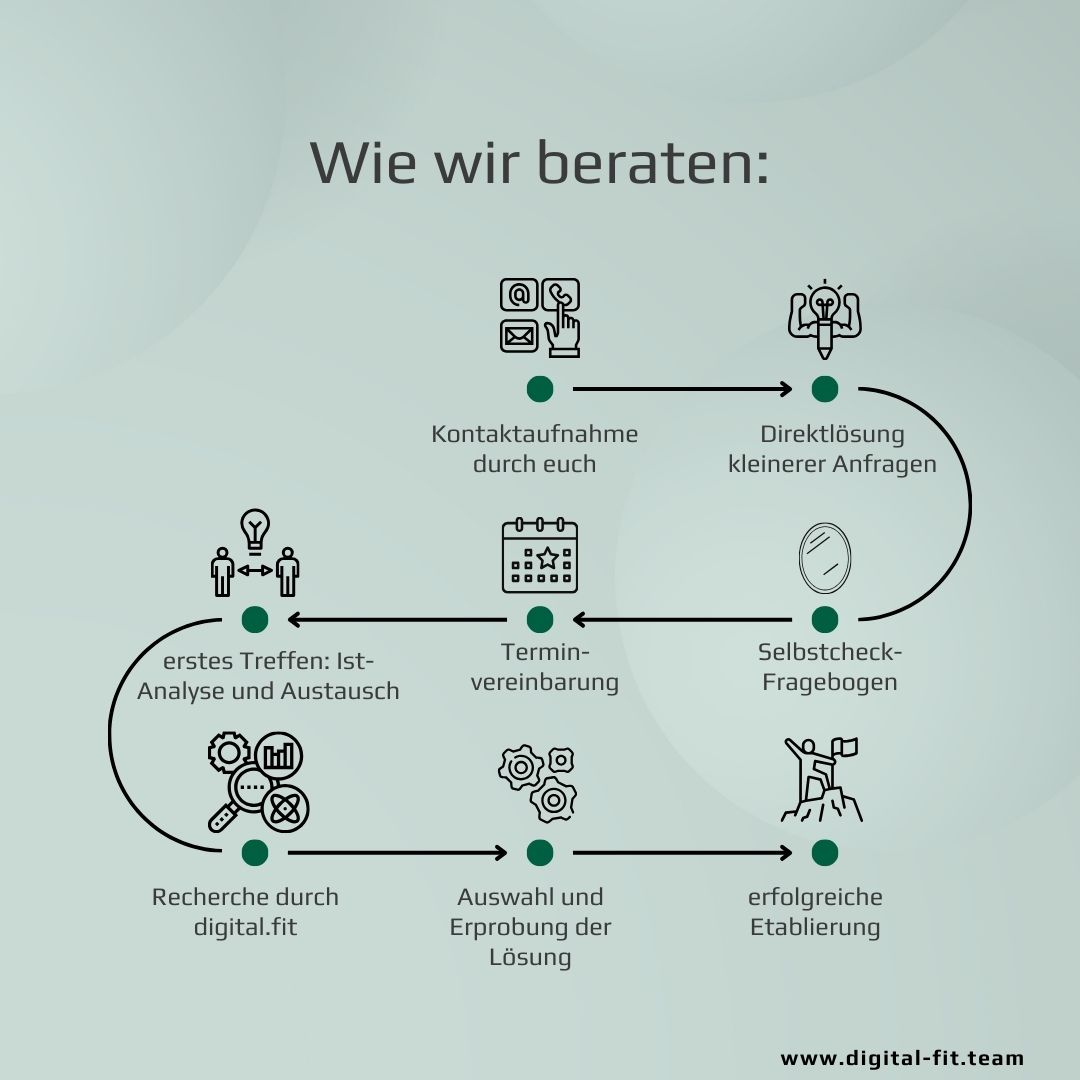 Wie wir beraten:
Kontaktaufnahme
durch euch
Direktlösung
kleinerer Anfragen
Selbstcheck-
Fragebogen
Termin-
vereinbarung
erstes Treffen: Ist-
Analyse und Austausch
Recherche durch
digital.fit
Auswahl und
Erprobung der
Lösung
erfolgreiche
Etablierung
www.digital-fit.team